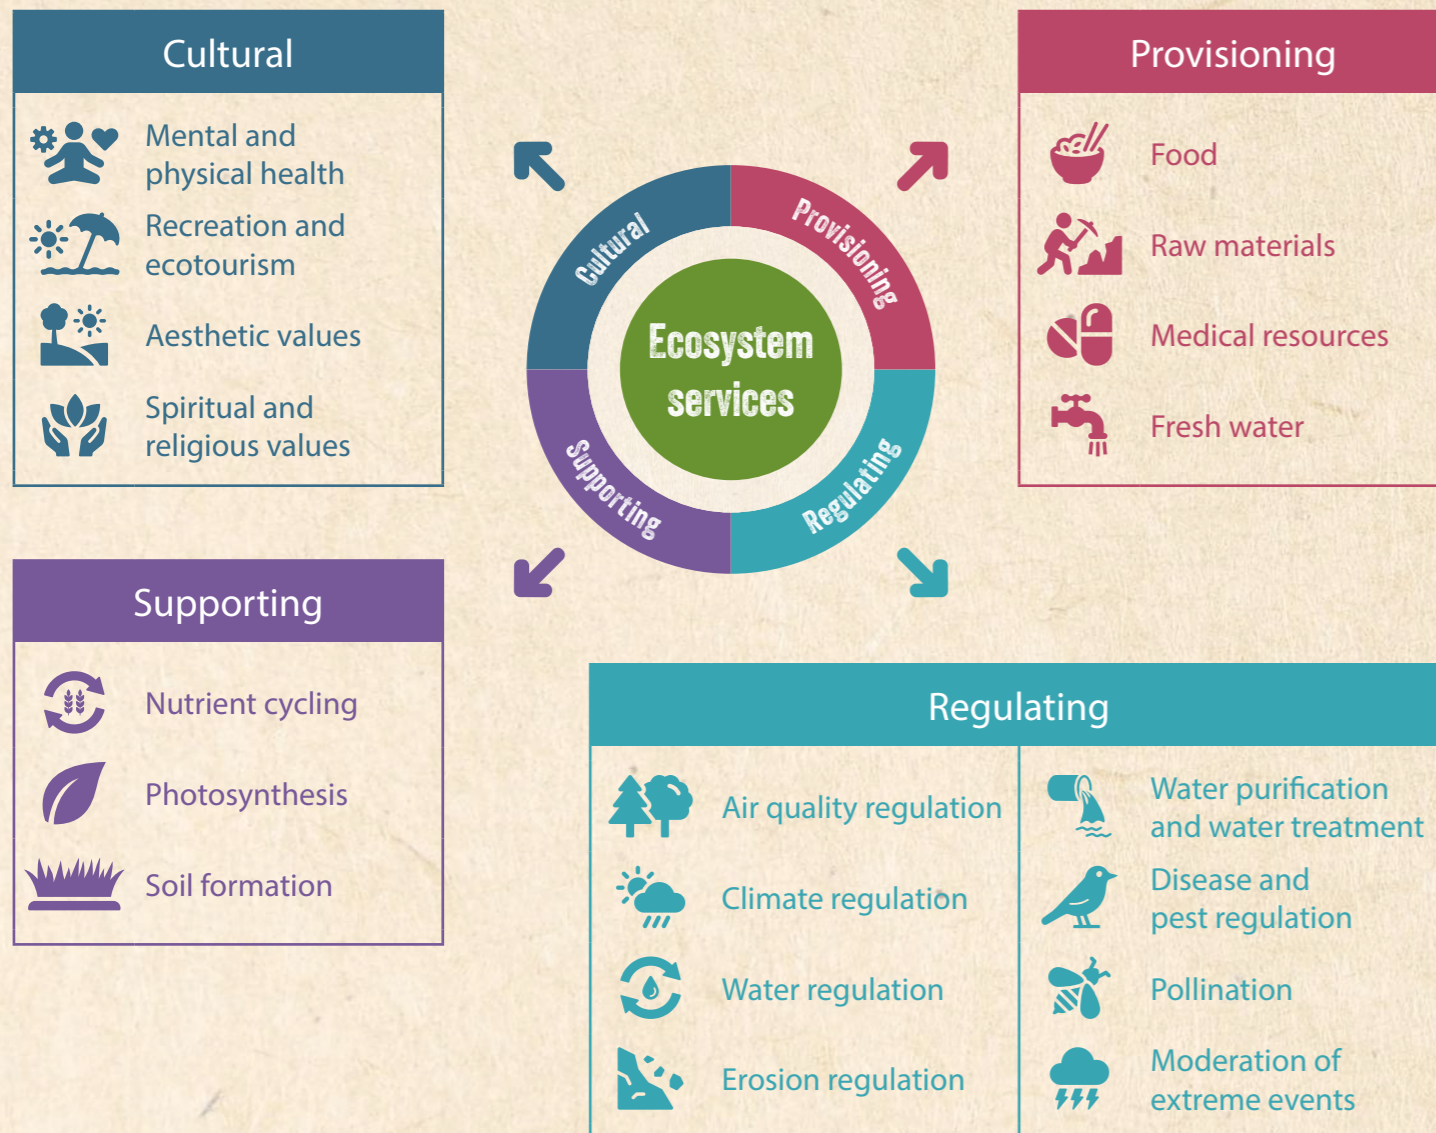 Cultural
Mental and
physical health
Recreation and
ecotourism
Aesthetic values
Spiritual and
religious values
Provisioning
Food
Raw materials
Medical resources
Fresh water
Cultural
Provisioning
Ecosystem
services
Supporting
Regulating
Supporting
Nutrient cycling
Photosynthesis
Soil formation
Regulating
Air quality regulation
Climate regulation
Water regulation
Erosion regulation
Water purification
and water treatment
Disease and
pest regulation
Pollination
Moderation of
extreme events